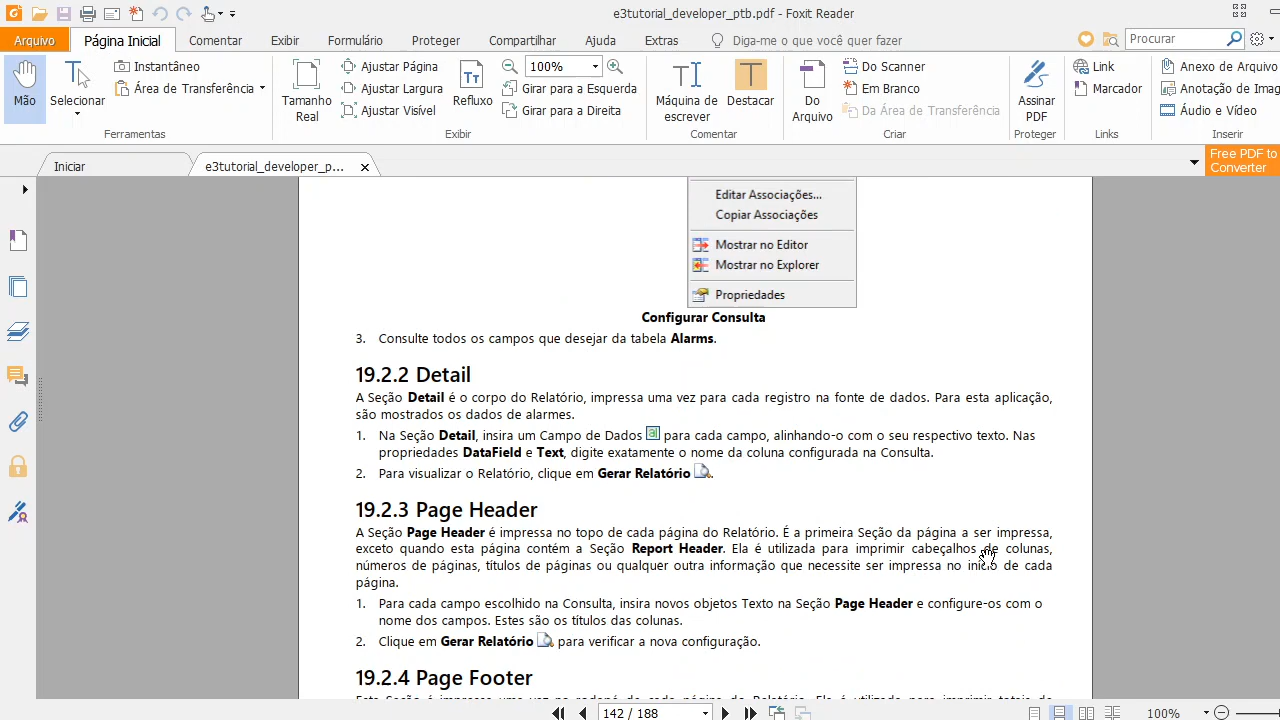 e3tutorial_developer_ptb.pdf - Foxit Reader
Arquivo Página Inicial Comentar Exibir Formulário Proteger Compartilhar Ajuda Extras Diga-me o que você quer fazer Procurar
Mão
Selecionar
Instantâneo
Área de Transferência
Ferramentas
Tamanho
Real
Ajustar Página
Ajustar Largura
Ajustar Visível
Refluxo
100%
Girar para a Esquerda
Girar para a Direita
Exibir
Máquina de
escrever
Destacar
Comentar
Do
Arquivo
Do Scanner
Em Branco
Da Área de Transferência
Criar
Assinar
PDF
Proteger
Link
Marcador
Links
Anexo de Arquivo
Anotação de Imag
Áudio e Vídeo
Inserir
Iniciar
e3tutorial_developer_p...
Free PDF to
Converter
Editar Associações...
Copiar Associações
Mostrar no Editor
Mostrar no Explorer
Propriedades
Configurar Consulta
3. Consulte todos os campos que desejar da tabela Alarms.
19.2.2 Detail
A Seção Detail é o corpo do Relatório, impressa uma vez para cada registro na fonte de dados. Para esta aplicação,
são mostrados os dados de alarmes.
1. Na Seção Detail, insira um Campo de Dados para cada campo, alinhando-o com o seu respectivo texto. Nas
propriedades DataField e Text, digite exatamente o nome da coluna configurada na Consulta.
2. Para visualizar o Relatório, clique em Gerar Relatório .
19.2.3 Page Header
A Seção Page Header é impressa no topo de cada página do Relatório. É a primeira Seção da página a ser impressa,
exceto quando esta página contém a Seção Report Header. Ela é utilizada para imprimir cabeçalhos de colunas,
números de páginas, títulos de páginas ou qualquer outra informação que necessite ser impressa no início de cada
página.
1. Para cada campo escolhido na Consulta, insira novos objetos Texto na Seção Page Header e configure-os com o
nome dos campos. Estes são os títulos das colunas.
2. Clique em Gerar Relatório para verificar a nova configuração.
19.2.4 Page Footer
142 / 188
100%